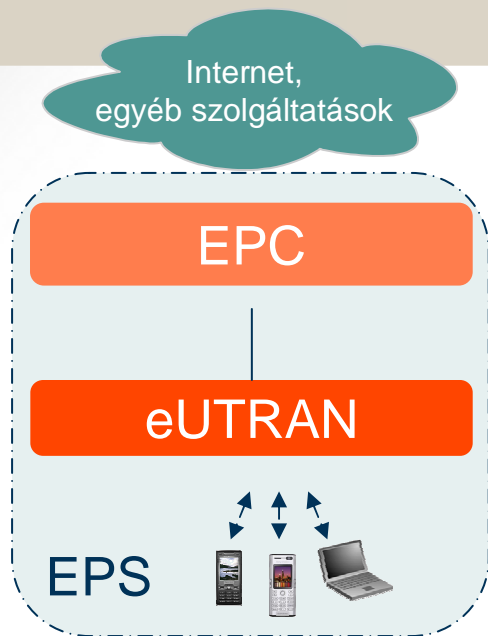 Internet,
egyéb szolgáltatások
EPC
eUTRAN
EPS